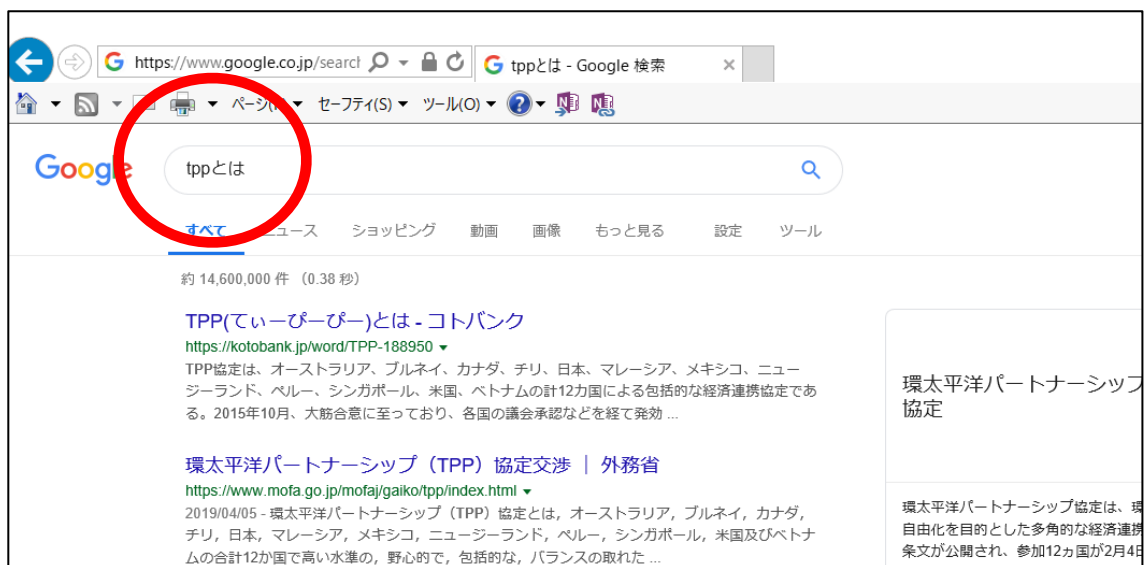 https://www.google.co.jp/search
tppとは - Google 検索
セーフティ(S) ツール(O)
Google tppとは
すべて ニュース ショッピング 動画 画像 もっと見る 設定 ツール
約 14,600,000 件 （0.38 秒）
TPP(てぃーぴーぴー)とは - コトバンク
https://kotobank.jp/word/TPP-188950
TPP協定は、オーストラリア、ブルネイ、カナダ、チリ、日本、マレーシア、メキシコ、ニュー
ジーランド、ペルー、シンガポール、米国、ベトナムの計12カ国による包括的な経済連携協定であ
る。2015年10月、大筋合意に至っており、各国の議会承認などを経て発効 ...
環太平洋パートナーシップ（TPP）協定交渉 ｜ 外務省
https://www.mofa.go.jp/mofaj/gaiko/tpp/index.html
2019/04/05 - 環太平洋パートナーシップ（TPP）協定とは，オーストラリア，ブルネイ，カナダ，
チリ，日本，マレーシア，メキシコ，ニュージーランド，ペルー，シンガポール，米国及びベトナ
ムの合計12か国で高い水準の，野心的で，包括的な，バランスの取れた ...
環太平洋パートナーシップ
協定
環太平洋パートナーシップ協定は、環
自由化を目的とした多角的な経済連携
条文が公開され、参加12ヵ国が2月4日